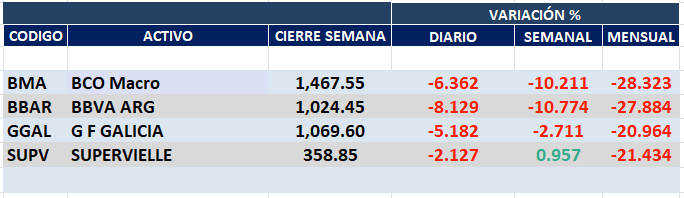 VARIACIÓN %
CODIGO ACTIVO CIERRE SEMANA DIARIO SEMANAL MENSUAL
BMA BCO Macro 1,467.55 -6.362 -10.211 -28.323
BBAR BBVA ARG 1,024.45 -8.129 -10.774 -27.884
GGAL G F GALICIA 1,069.60 -5.182 -2.711 -20.964
SUPV SUPERVIELLE 358.85 -2.127 0.957 -21.434